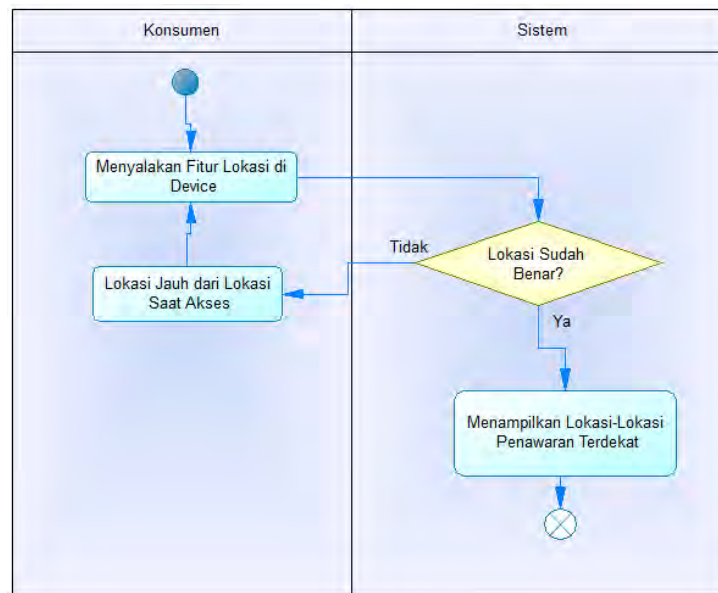 Konsumen
Sistem
Menyalakan Fitur Lokasi di
Device
Tidak
Lokasi Sudah
Benar?
Lokasi Jauh dari Lokasi
Saat Akses
Ya
Menampilkan Lokasi-Lokasi
Penawaran Terdekat